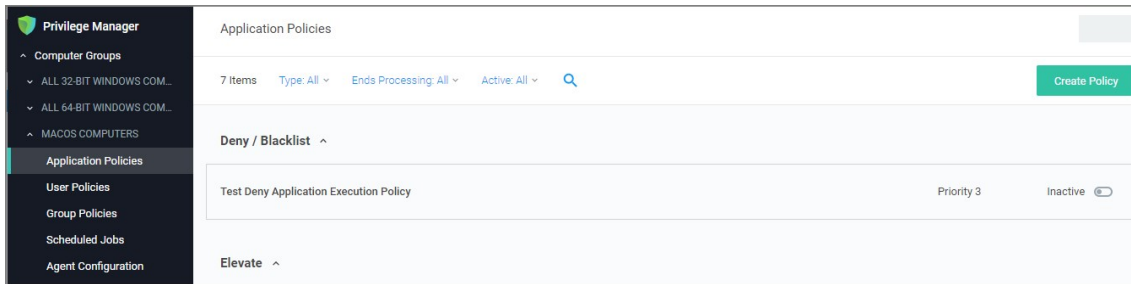 Privilege Manager
Computer Groups
ALL 32-BIT WINDOWS COM...
ALL 64-BIT WINDOWS COM...
MACOS COMPUTERS
Application Policies
User Policies
Group Policies
Scheduled Jobs
Agent Configuration
Application Policies
7 Items Type: All Ends Processing: All Active: All
Create Policy
Deny / Blacklist
Test Deny Application Execution Policy Priority 3 Inactive
Elevate